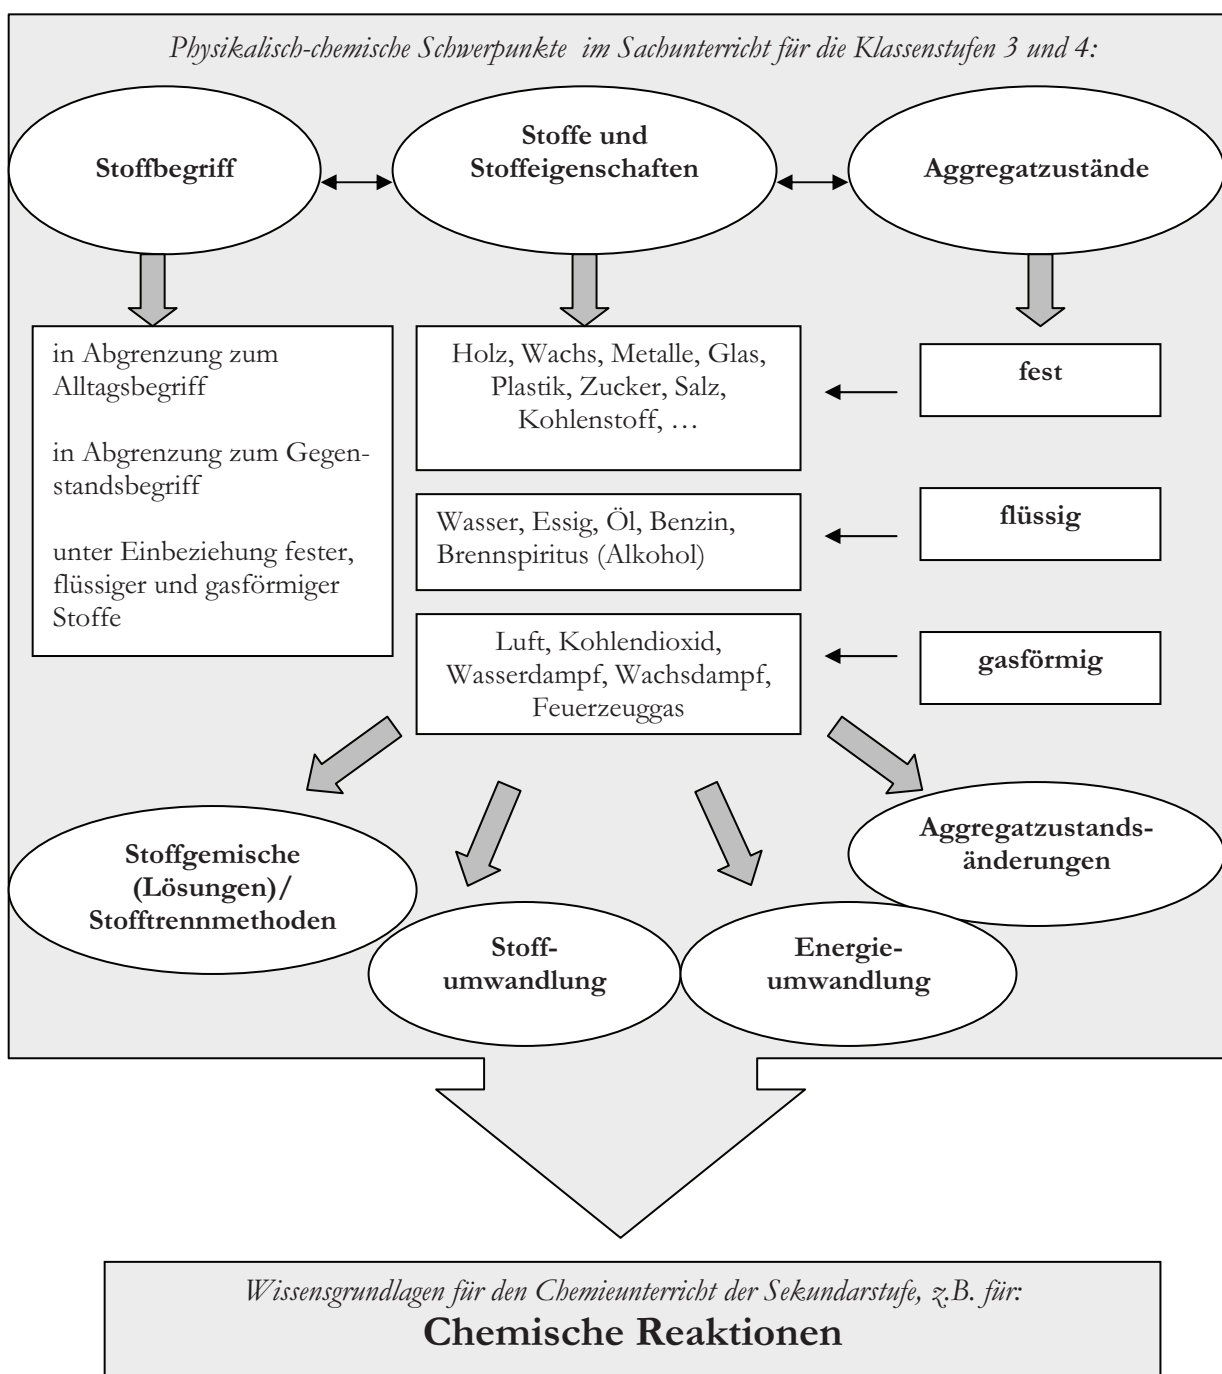 Physikalisch-chemische Schwerpunkte im Sachunterricht für die Klassenstufen 3 und 4:
Stoffbegriff
Stoffe und
Stoffeigenschaften
Aggregatzustände
in Abgrenzung zum
Alltagsbegriff
in Abgrenzung zum Gegen-
standsbegriff
unter Einbeziehung fester,
flüssiger und gasförmiger
Stoffe
Holz, Wachs, Metalle, Glas,
Plastik, Zucker, Salz,
Kohlenstoff, …
fest
Wasser, Essig, Öl, Benzin,
Brennspiritus (Alkohol)
flüssig
Luft, Kohlendioxid,
Wasserdampf, Wachsdampf,
Feuerzeuggas
gasförmig
Stoffgemische
(Lösungen)/
Stofftrennmethoden
Stoff-
umwandlung
Energie-
umwandlung
Aggregatzustands-
änderungen
Wissensgrundlagen für den Chemieunterricht der Sekundarstufe, z.B. für:
Chemische Reaktionen